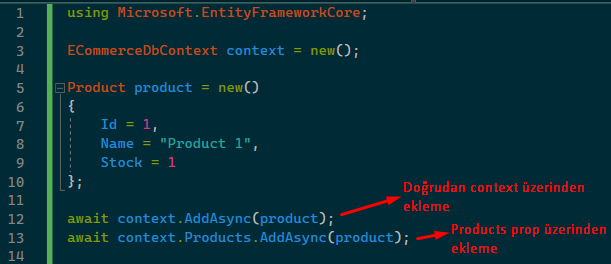 1 using Microsoft.EntityFrameworkCore;
2
3 ECommerceDbContext context = new();
4
5 Product product = new()
6 {
7 Id = 1,
8 Name = "Product 1",
9 Stock = 1
10 };
11
12 await context.AddAsync(product);
13 await context.Products.AddAsync(product);
14
Doğrudan context üzerinden
ekleme
Products prop üzerinden
ekleme